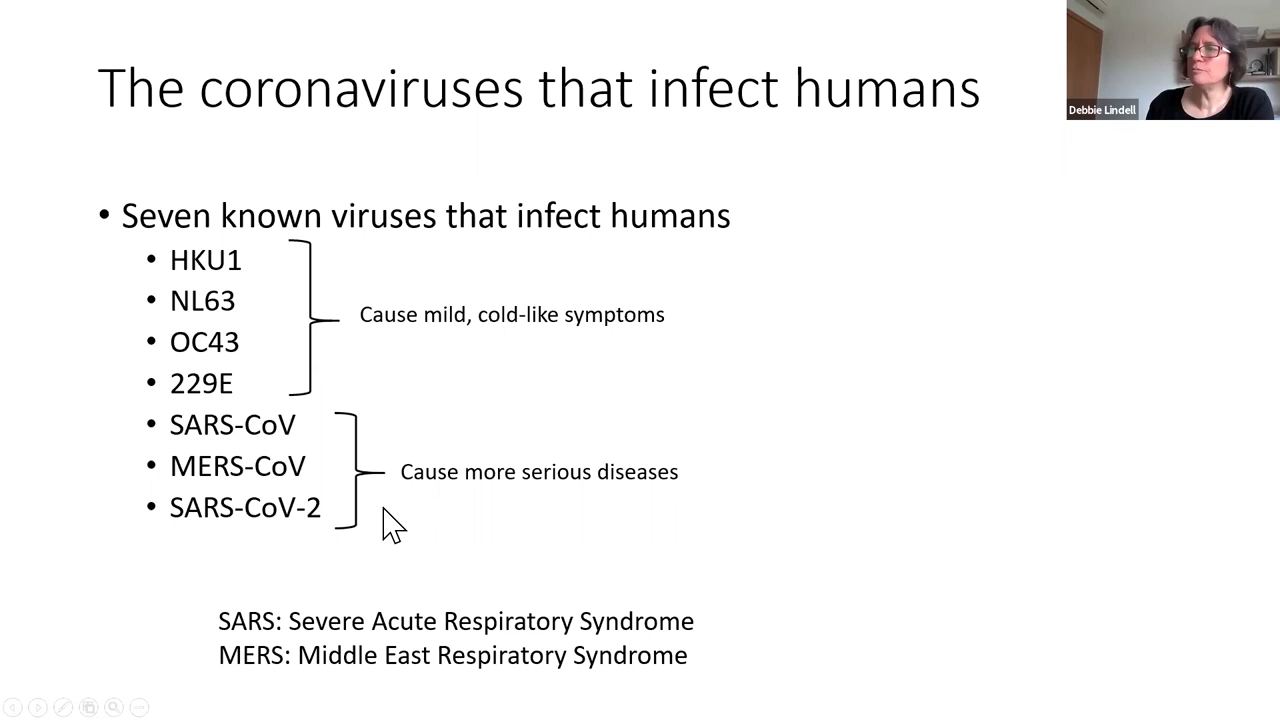 The coronaviruses that infect humans
Debbie Lindell
• Seven known viruses that infect humans
• HKU1
• NL63
Cause mild, cold-like symptoms
• OC43
• 229E
• SARS-CoV
• MERS-CoV
Cause more serious diseases
• SARS-CoV-2
SARS: Severe Acute Respiratory Syndrome
MERS: Middle East Respiratory Syndrome